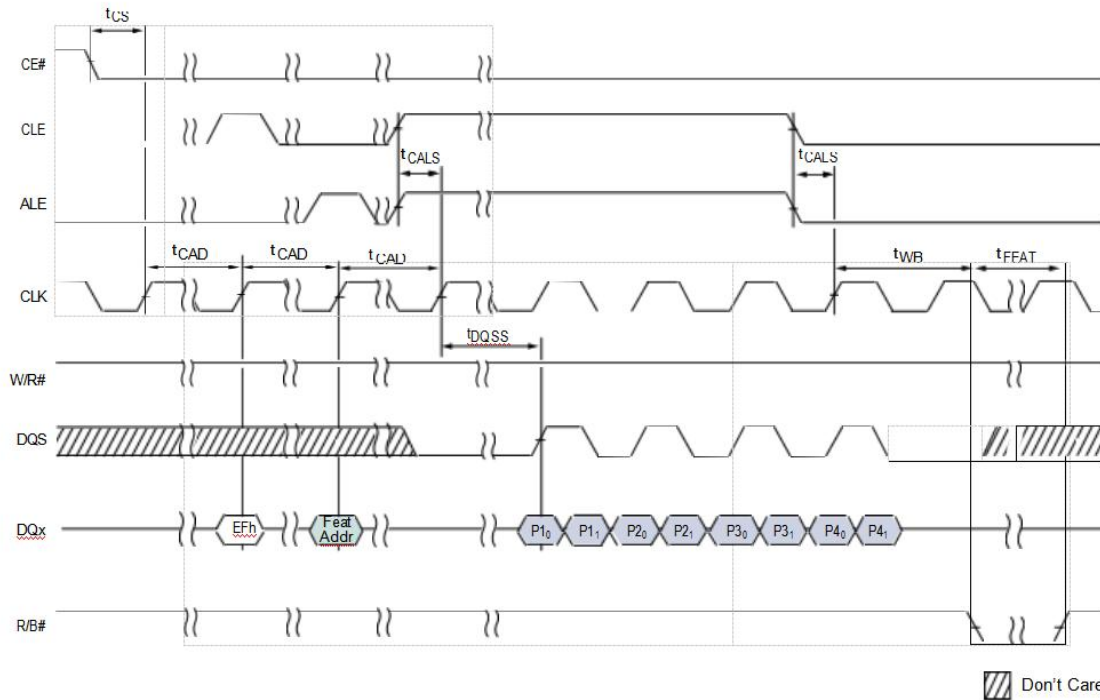 tCS
CE#
CLE
tCALS tCALS
ALE
tCAD tCAD tCAD tWB tFEAT
CLK
tDQSS
W/R#
DQS
DQx EFh Feat Addr P10 P11 P20 P21 P30 P31 P40 P41
R/B#
Don't Care